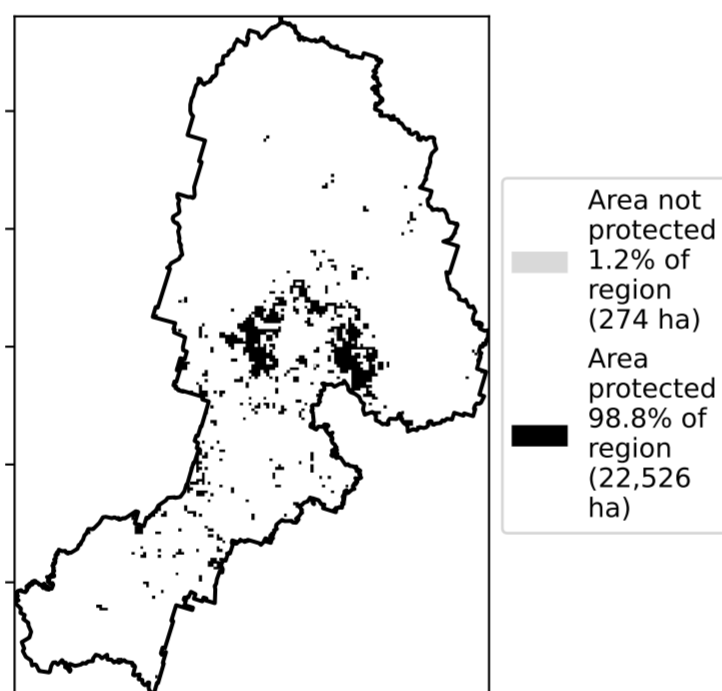 Area not
protected
1.2% of
region
(274 ha)
Area
protected
98.8% of
region
(22,526
ha)